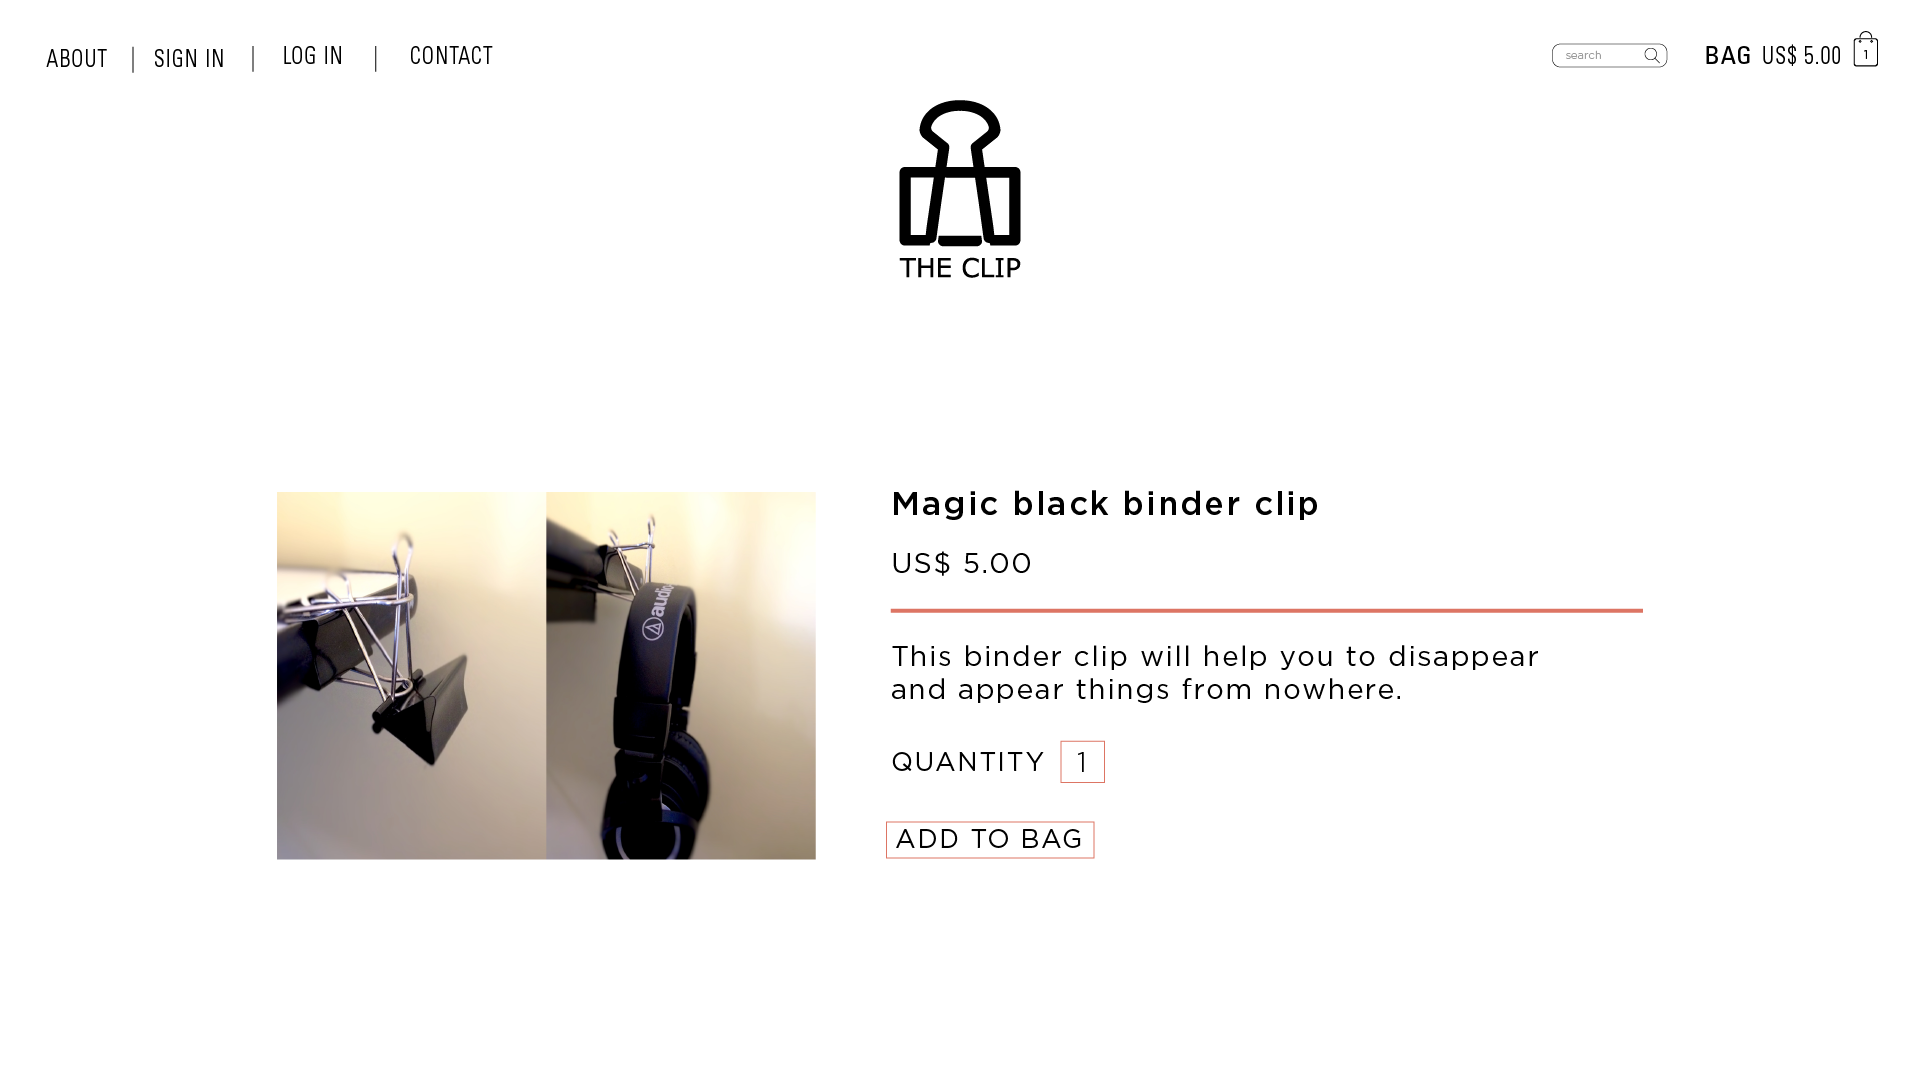 ABOUT | SIGN IN | LOG IN | CONTACT
search
BAG US$ 5.00
1
THE CLIP
Magic black binder clip
US$ 5.00
This binder clip will help you to disappear
and appear things from nowhere.
QUANTITY 1
ADD TO BAG
audio